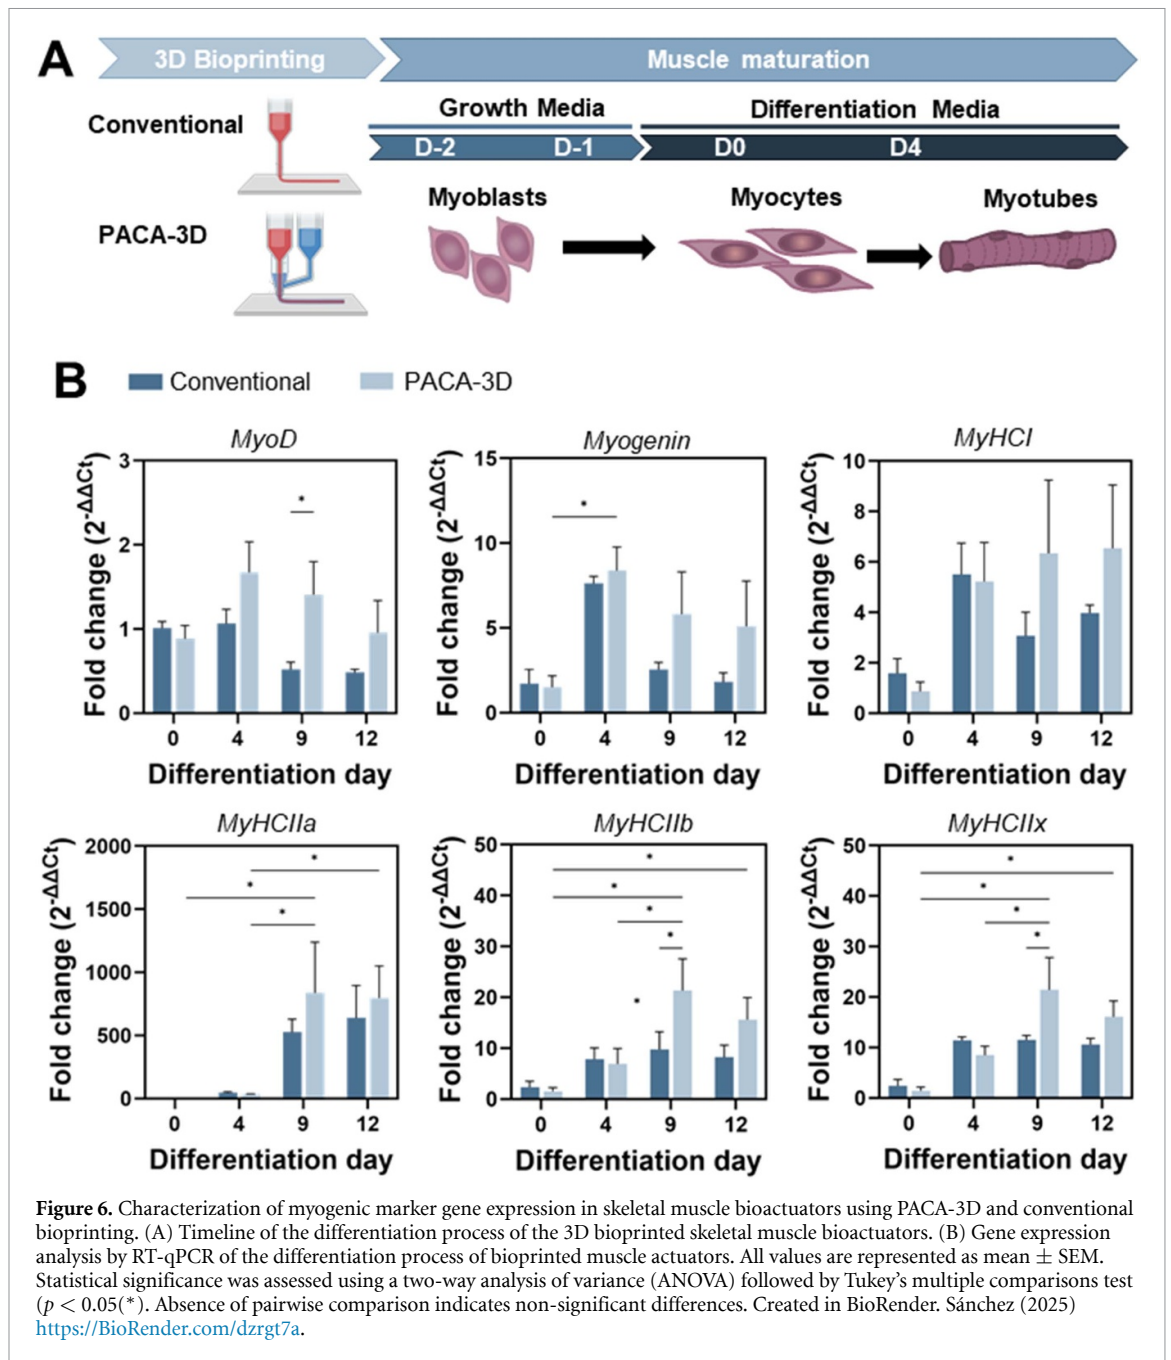 A
3D Bioprinting
Muscle maturation
Conventional
Growth Media
Differentiation Media
D-2
D-1
D0
D4
PACA-3D
Myoblasts
Myocytes
Myotubes
B
Conventional
PACA-3D
MyoD
Fold change (2^-ΔΔCt)
3
2
1
0
*
0 4 9 12
Differentiation day
Myogenin
Fold change (2^-ΔΔCt)
15
10
5
0
*
0 4 9 12
Differentiation day
MyHCI
Fold change (2^-ΔΔCt)
10
8
6
4
2
0
0 4 9 12
Differentiation day
MyHCIIa
Fold change (2^-ΔΔCt)
2000
1500
1000
500
0
*
*
*
0 4 9 12
Differentiation day
MyHCIIb
Fold change (2^-ΔΔCt)
50
40
30
20
10
0
*
*
*
*
*
0 4 9 12
Differentiation day
MyHCIIx
Fold change (2^-ΔΔCt)
50
40
30
20
10
0
*
*
*
*
0 4 9 12
Differentiation day
Figure 6. Characterization of myogenic marker gene expression in skeletal muscle bioactuators using PACA-3D and conventional
bioprinting. (A) Timeline of the differentiation process of the 3D bioprinted skeletal muscle bioactuators. (B) Gene expression
analysis by RT-qPCR of the differentiation process of bioprinted muscle actuators. All values are represented as mean ± SEM.
Statistical significance was assessed using a two-way analysis of variance (ANOVA) followed by Tukey's multiple comparisons test
(p < 0.05(*). Absence of pairwise comparison indicates non-significant differences. Created in BioRender. Sánchez (2025)
https://BioRender.com/dzrgt7a.